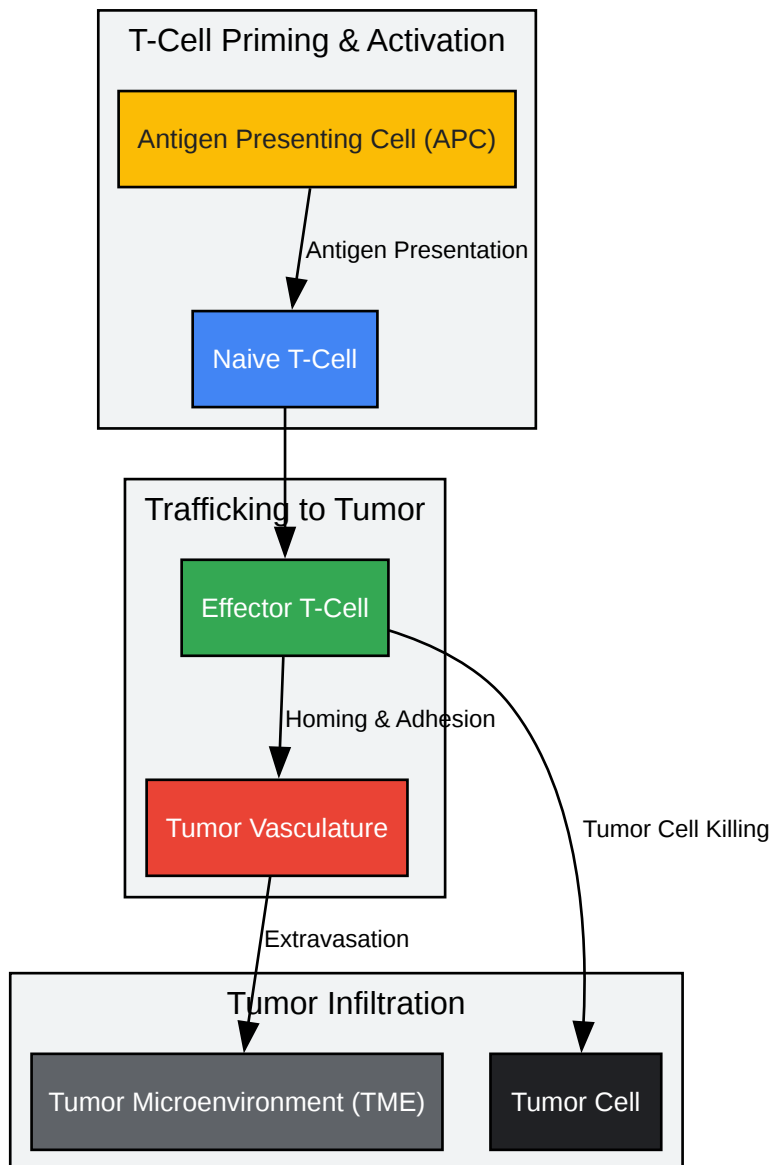 T-Cell Priming & Activation
Antigen Presenting Cell (APC)
Antigen Presentation
Naive T-Cell
Trafficking to Tumor
Effector T-Cell
Homing & Adhesion
Tumor Vasculature
Tumor Cell Killing
Extravasation
Tumor Infiltration
Tumor Microenvironment (TME)
Tumor Cell